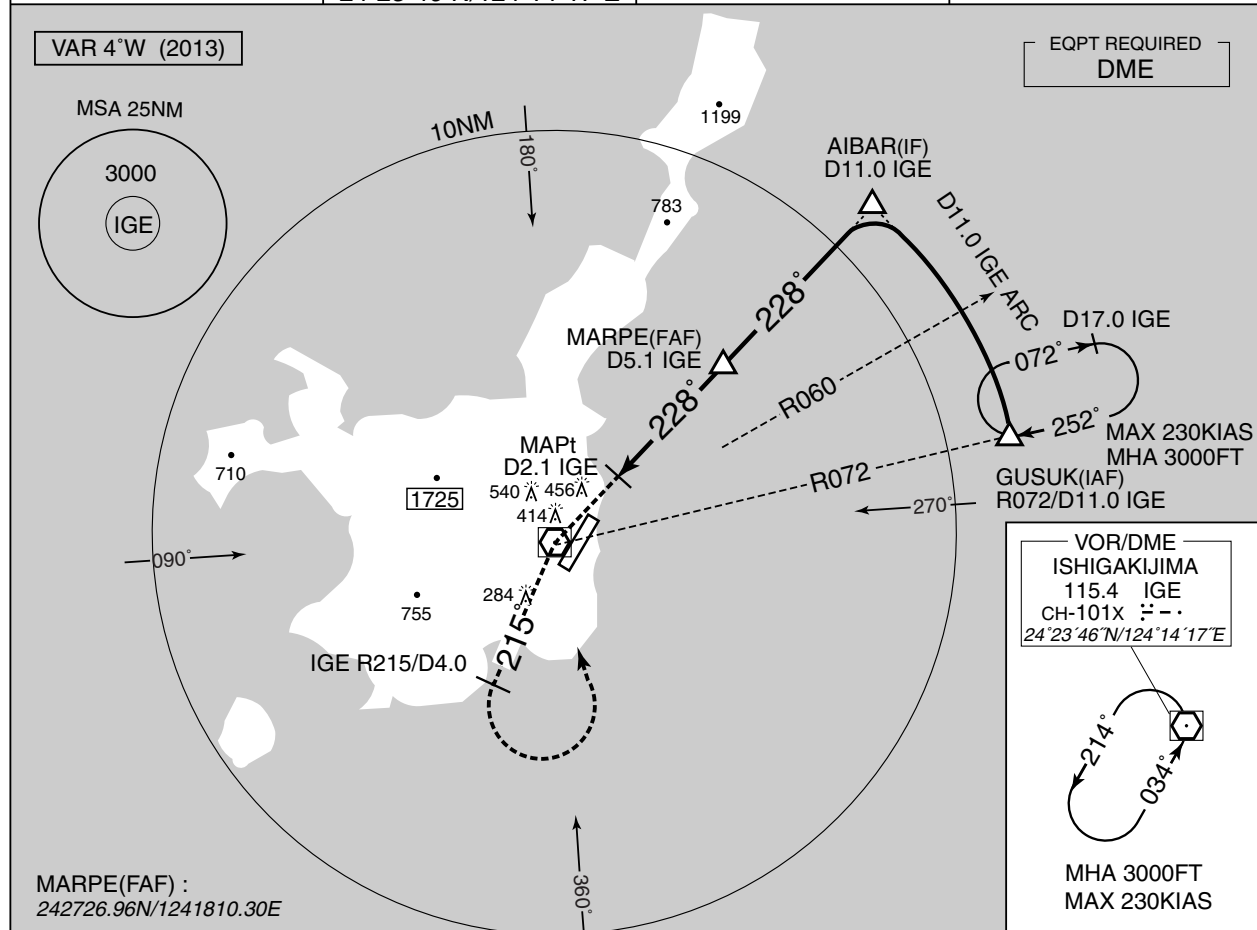 VAR 4°W (2013)
EQPT REQUIRED
DME
MSA 25NM
3000
IGE
10NM
180°
1199
783
AIBAR(IF)
D11.0 IGE
D11.0 IGE ARC
D17.0 IGE
072°
252°
MAX 230KIAS
MHA 3000FT
228°
MARPE(FAF)
D5.1 IGE
228°
R060
R072
GUSUK(IAF)
R072/D11.0 IGE
270°
MAPt
D2.1 IGE
540
456
414
710
1725
090°
755
284
215°
IGE R215/D4.0
360°
VOR/DME
ISHIGAKIJIMA
115.4 IGE
CH-101X
24°23´46˝N/124°14´17˝E
214°
034°
MHA 3000FT
MAX 230KIAS
MARPE(FAF) :
242726.96N/1241810.30E